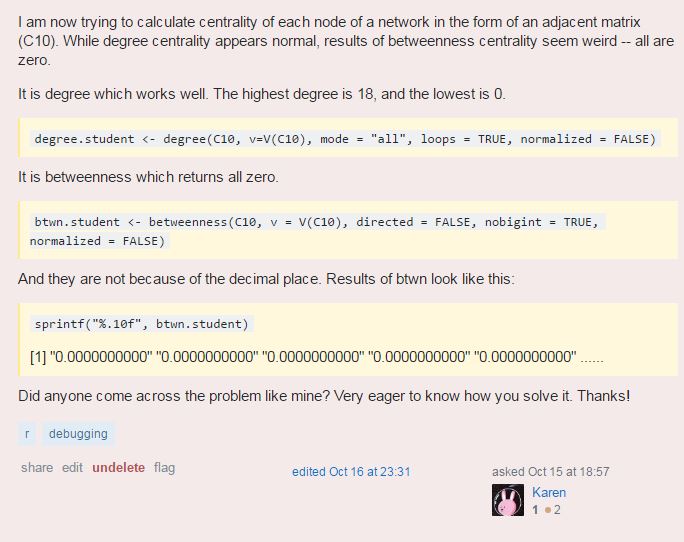 I am now trying to calculate centrality of each node of a network in the form of an adjacent matrix
(C10). While degree centrality appears normal, results of betweenness centrality seem weird -- all are
zero.
It is degree which works well. The highest degree is 18, and the lowest is 0.
degree.student <- degree(C10, v=V(C10), mode = "all", loops = TRUE, normalized = FALSE)
It is betweenness which returns all zero.
btwn.student <- betweenness(C10, v = V(C10), directed = FALSE, nobigint = TRUE,
normalized = FALSE)
And they are not because of the decimal place. Results of btwn look like this:
sprintf("%.10f", btwn.student)
[1] "0.0000000000" "0.0000000000" "0.0000000000" "0.0000000000" "0.0000000000" ......
Did anyone come across the problem like mine? Very eager to know how you solve it. Thanks!
r debugging
share edit undelete flag
edited Oct 16 at 23:31
asked Oct 15 at 18:57
Karen
1 ●2